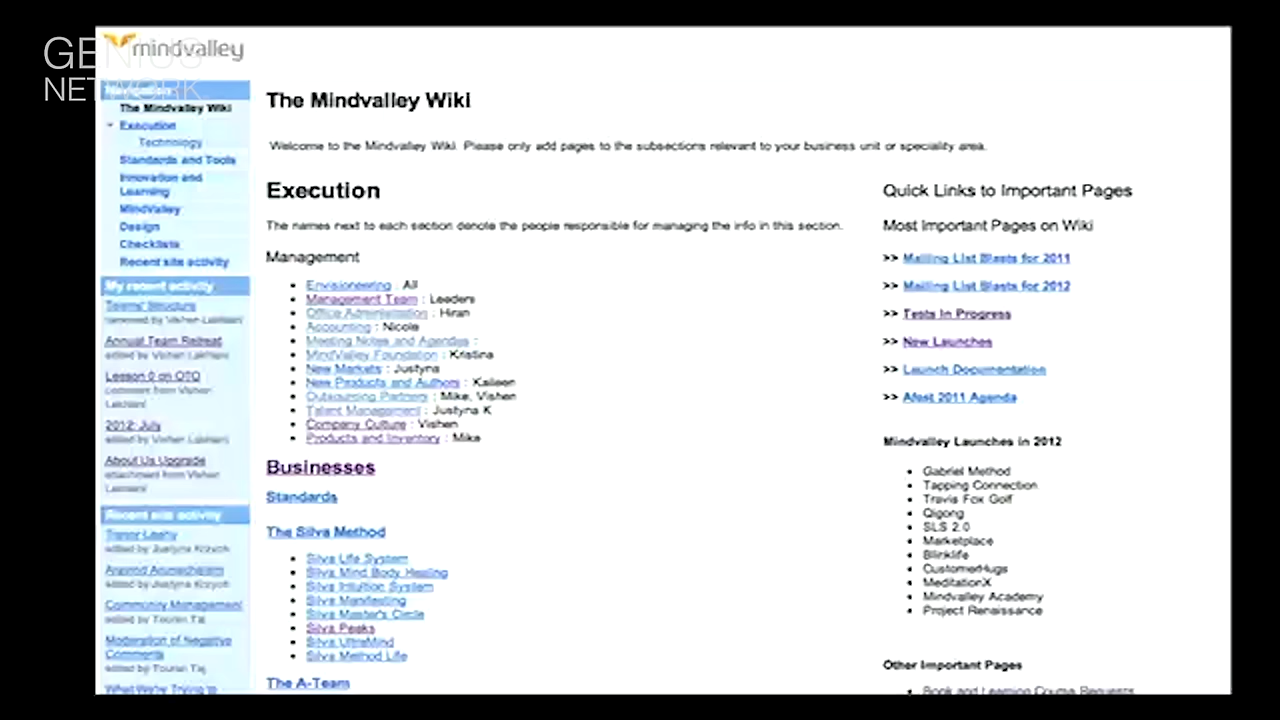 GENIUS
NETWORK
mindvalley
Navigation
The Mindvalley Wiki
Execution
Technology
Standards and Tools
Innovation and
Learning
MindValley
Design
Checklists
Recent site activity
My recent activity
Teams' Structure
removed by Vishen Lakhiani
Annual Team Retreat
edited by Vishen Lakhiani
Lesson 0 on OTO
comment from Vishen
Lakhiani
2012: July
edited by Vishen Lakhiani
About Us Upgrade
attachment from Vishen
Lakhiani
Recent site activity
Trevor Leahy
edited by Justyna Krzych
edited by Justyna Krzych
Community Management
edited by Touran Taj
Moderation of Negative
Comments
edited by Touran Taj
What We're Trying to
The Mindvalley Wiki
Welcome to the Mindvalley Wiki. Please only add pages to the subsections relevant to your business unit or speciality area.
Execution
The names next to each section denote the people responsible for managing the info in this section.
Management
Envisioneering : All
Management Team : Leaders
Office Administration : Hiran
Accounting : Nicole
Meeting Notes and Agendas :
MindValley Foundation : Kristina
New Markets : Justyna
New Products and Authors : Kaileen
Outsourcing Partners : Mike, Vishen
Talent Management : Justyna K
Company Culture : Vishen
Products and Inventory : Mike
Businesses
Standards
The Silva Method
Silva Life System
Silva Mind Body Healing
Silva Intuition System
Silva Manifesting
Silva Master's Circle
Silva Peeks
Silva UltraMind
Silva Method Life
The A-Team
Quick Links to Important Pages
Most Important Pages on Wiki
>> Mailing List Blasts for 2011
>> Mailing List Blasts for 2012
>> Tests In Progress
>> New Launches
>> Launch Documentation
>> Afest 2011 Agenda
Mindvalley Launches in 2012
Gabriel Method
Tapping Connection
Travis Fox Golf
Qigong
SLS 2.0
Marketplace
Blinklife
CustomerHugs
MeditationX
Mindvalley Academy
Project Renaissance
Other Important Pages
Book and Learning Course Requests